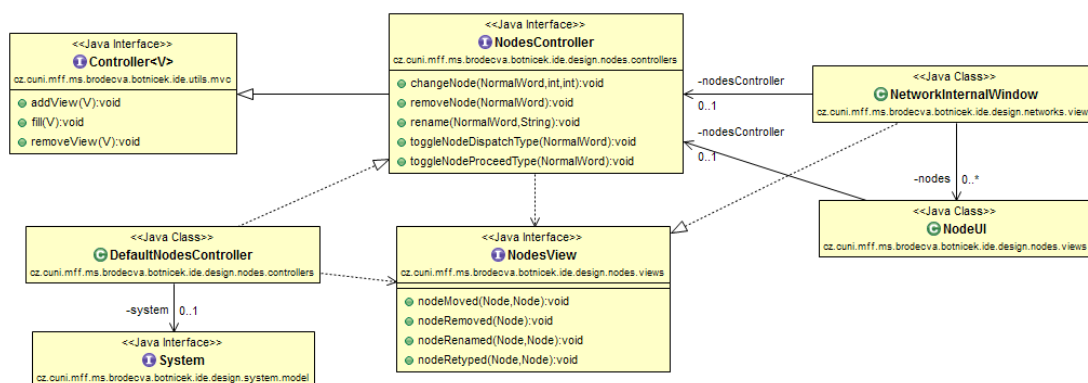 <<Java Interface>>
Controller<V>
cz.cuni.mff.ms.brodecva.botnicek.ide.utils.mvc
addView(V):void
fill(V):void
removeView(V):void
<<Java Interface>>
NodesController
cz.cuni.mff.ms.brodecva.botnicek.ide.design.nodes.controllers
changeNode(NormalWord,int,int):void
removeNode(NormalWord):void
rename(NormalWord,String):void
toggleNodeDispatchType(NormalWord):void
toggleNodeProceedType(NormalWord):void
-nodesController
0..1
-nodesController
0..1
<<Java Class>>
NetworkInternalWindow
cz.cuni.mff.ms.brodecva.botnicek.ide.design.networks.views
-nodes
0..*
<<Java Class>>
NodeUI
cz.cuni.mff.ms.brodecva.botnicek.ide.design.nodes.views
<<Java Class>>
DefaultNodesController
cz.cuni.mff.ms.brodecva.botnicek.ide.design.nodes.controllers
-system
0..1
<<Java Interface>>
System
cz.cuni.mff.ms.brodecva.botnicek.ide.design.system.model
<<Java Interface>>
NodesView
cz.cuni.mff.ms.brodecva.botnicek.ide.design.nodes.views
nodeMoved(Node,Node):void
nodeRemoved(Node):void
nodeRenamed(Node,Node):void
nodeRetyped(Node,Node):void